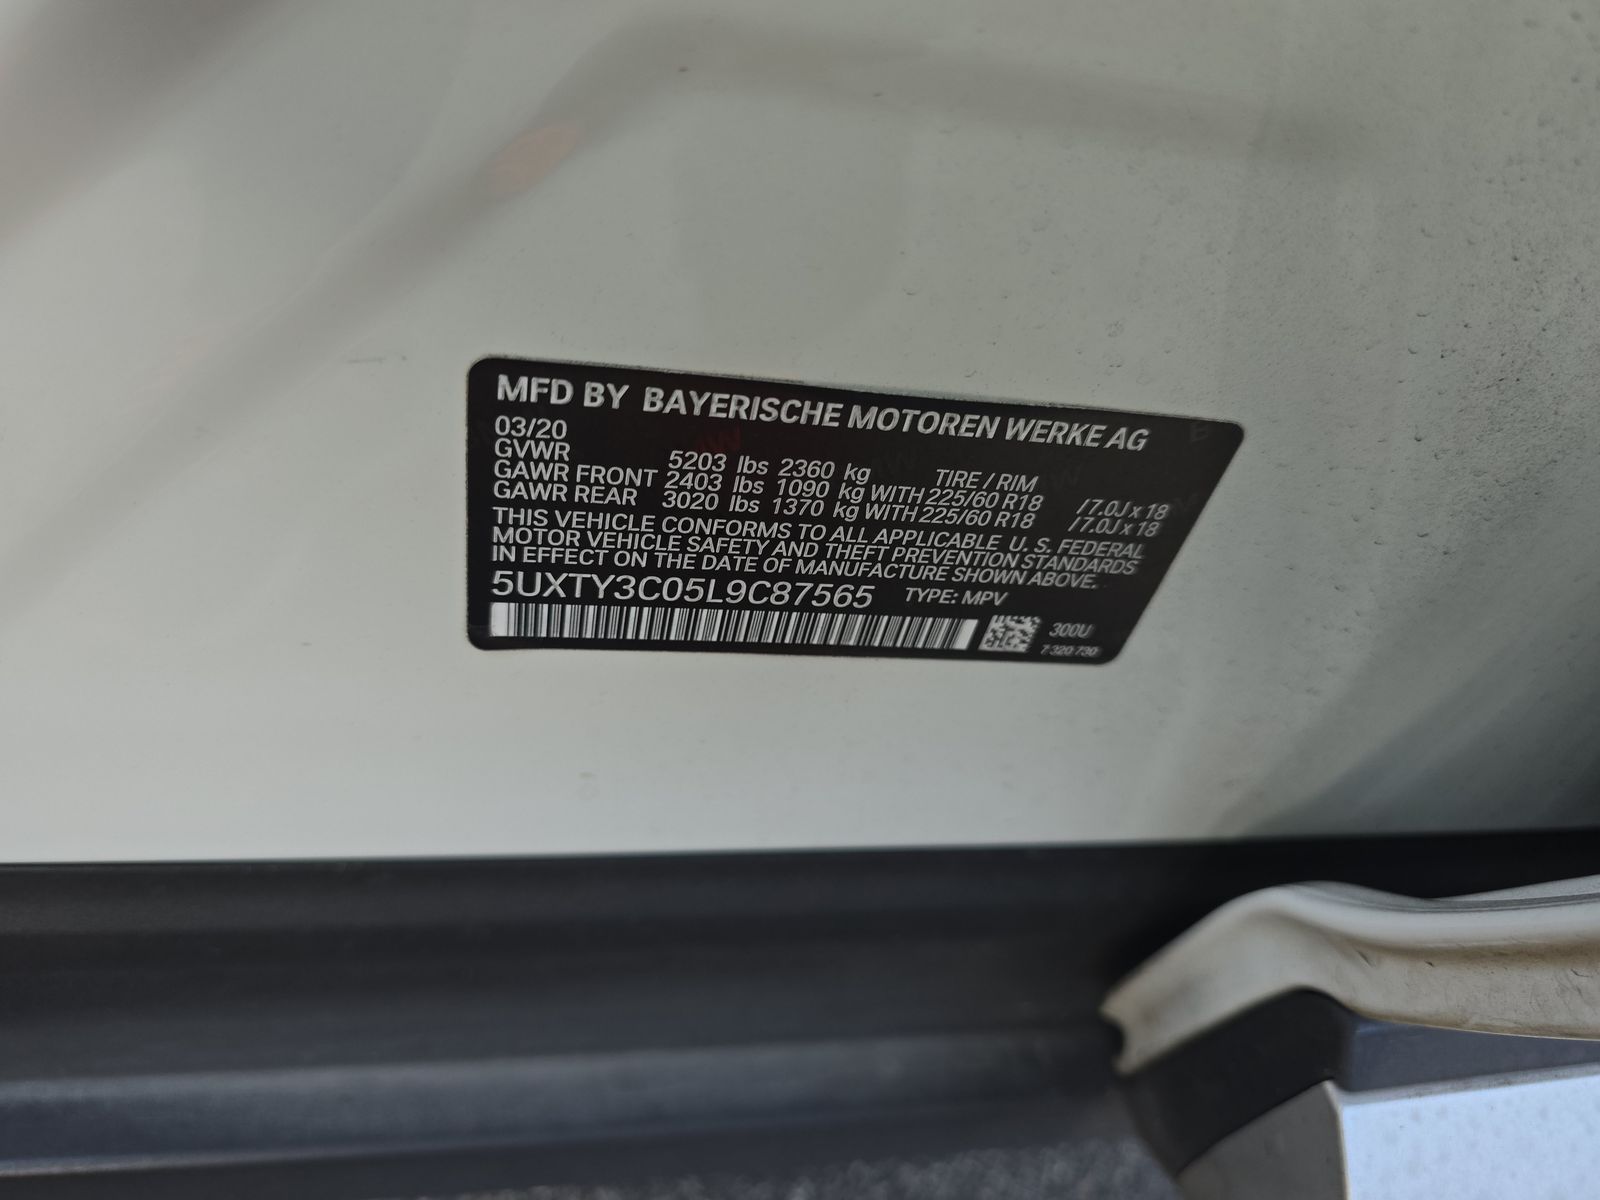 MFD BY BAYERISCHE MOTOREN WERKE AG
03/20
GVWR 5203 lbs 2360 kg TIRE / RIM
GAWR FRONT 2403 lbs 1090 kg WITH 225/60 R18 /7.0J x 18
GAWR REAR 3020 lbs 1370 kg WITH 225/60 R18 /7.0J x 18
THIS VEHICLE CONFORMS TO ALL APPLICABLE U. S. FEDERAL
MOTOR VEHICLE SAFETY AND THEFT PREVENTION STANDARDS
IN EFFECT ON THE DATE OF MANUFACTURE SHOWN ABOVE.
5UXTY3C05L9C87565 TYPE: MPV
300U
7 320 730